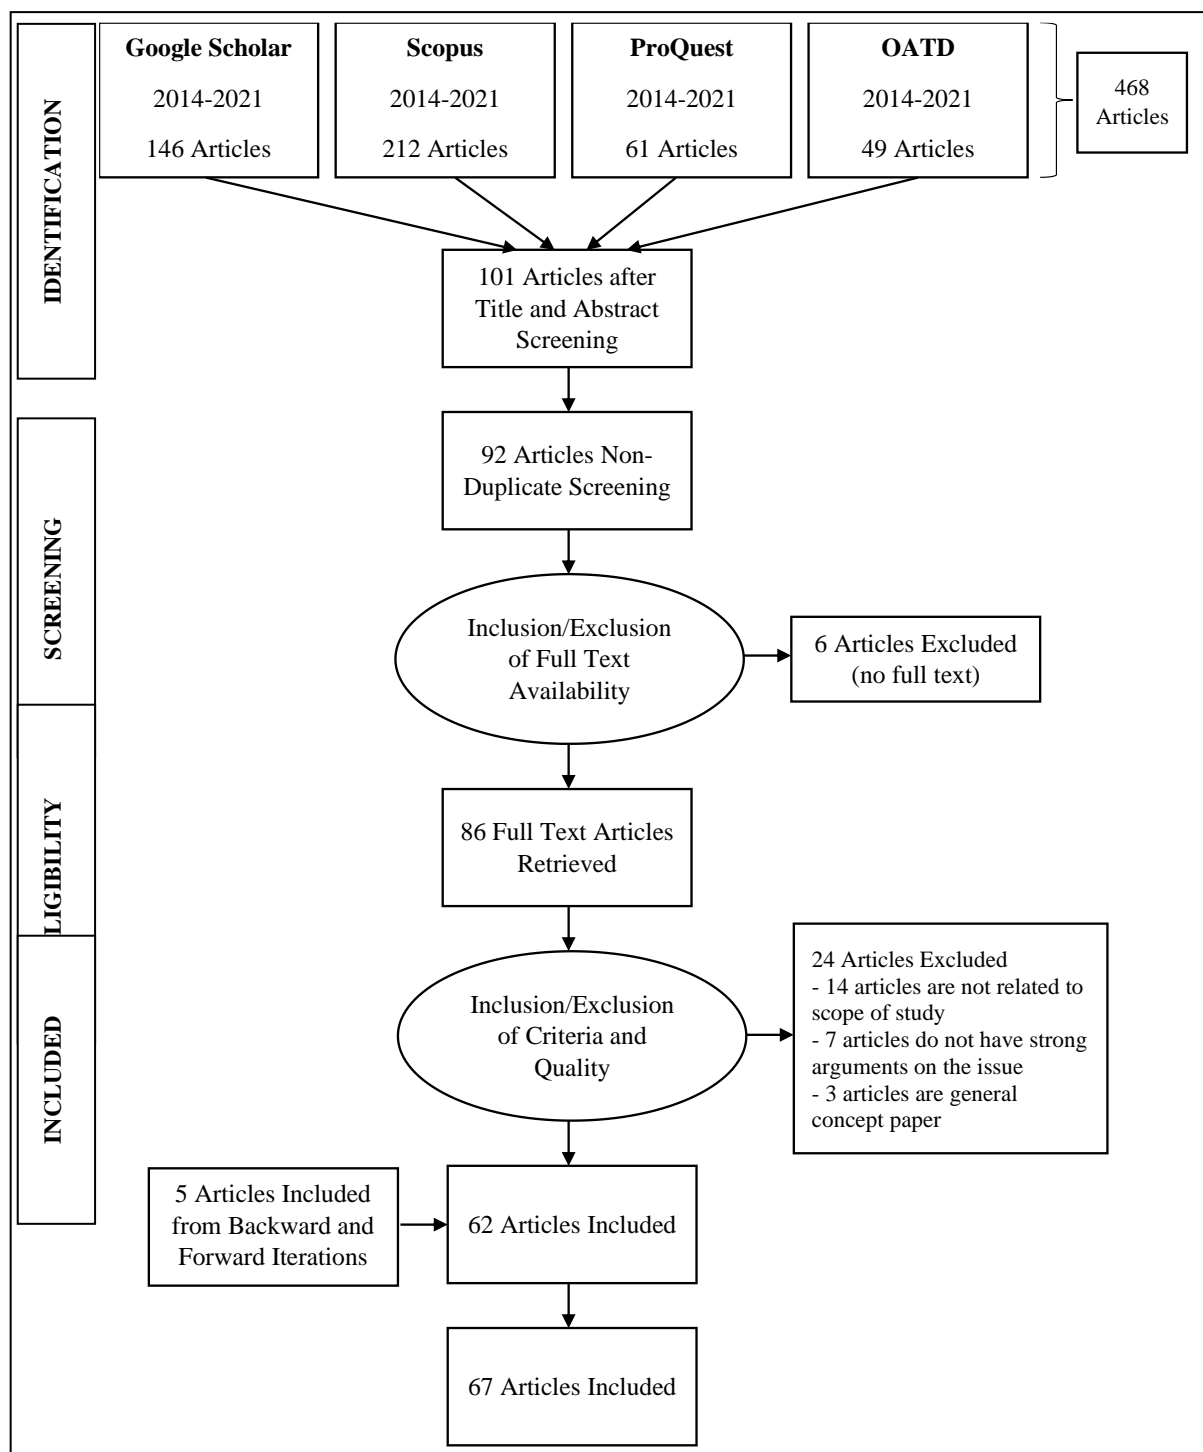 IDENTIFICATION
Google Scholar
2014-2021
146 Articles
Scopus
2014-2021
212 Articles
ProQuest
2014-2021
61 Articles
OATD
2014-2021
49 Articles
468
Articles
101 Articles after
Title and Abstract
Screening
SCREENING
92 Articles Non-
Duplicate Screening
Inclusion/Exclusion
of Full Text
Availability
6 Articles Excluded
(no full text)
LIGIBILITY
86 Full Text Articles
Retrieved
INCLUDED
Inclusion/Exclusion
of Criteria and
Quality
24 Articles Excluded
- 14 articles are not related to
scope of study
- 7 articles do not have strong
arguments on the issue
- 3 articles are general
concept paper
5 Articles Included
from Backward and
Forward Iterations
62 Articles Included
67 Articles Included